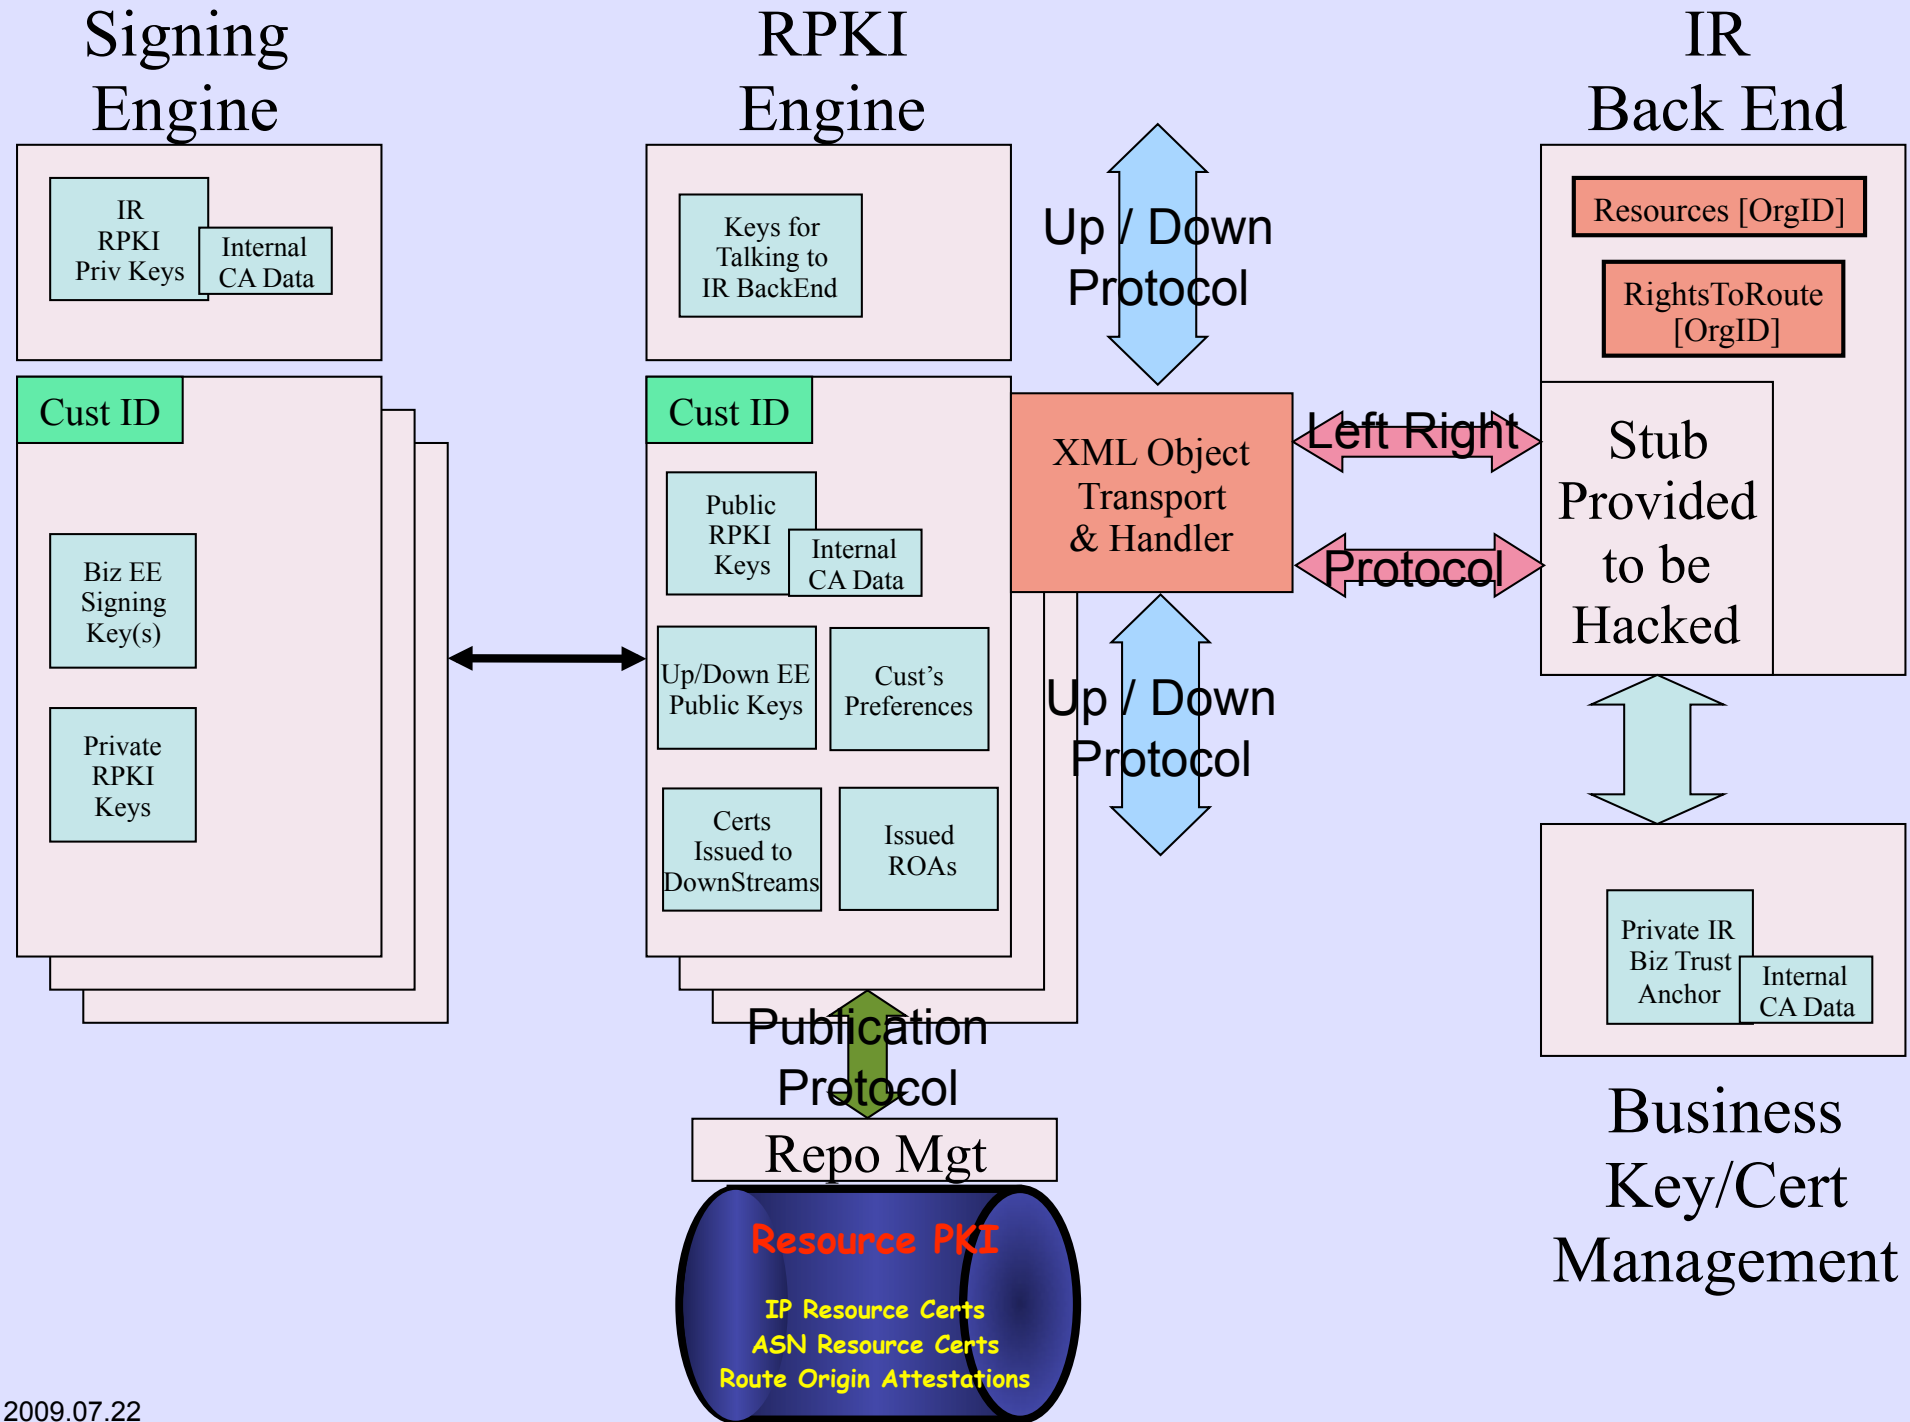 Signing
Engine
IR
RPKI
Priv Keys
Internal
CA Data
Cust ID
Biz EE
Signing
Key(s)
Private
RPKI
Keys
RPKI
Engine
Keys for
Talking to
IR BackEnd
Cust ID
Public
RPKI
Keys
Internal
CA Data
Up/Down EE
Public Keys
Cust’s
Preferences
Certs
Issued to
DownStreams
Issued
ROAs
Up / Down
Protocol
XML Object
Transport
& Handler
Up / Down
Protocol
Left Right
Protocol
IR
Back End
Resources [OrgID]
RightsToRoute
[OrgID]
Stub
Provided
to be
Hacked
Private IR
Biz Trust
Anchor
Internal
CA Data
Business
Key/Cert
Management
Publication
Protocol
Repo Mgt
Resource PKI
IP Resource Certs
ASN Resource Certs
Route Origin Attestations
2009.07.22